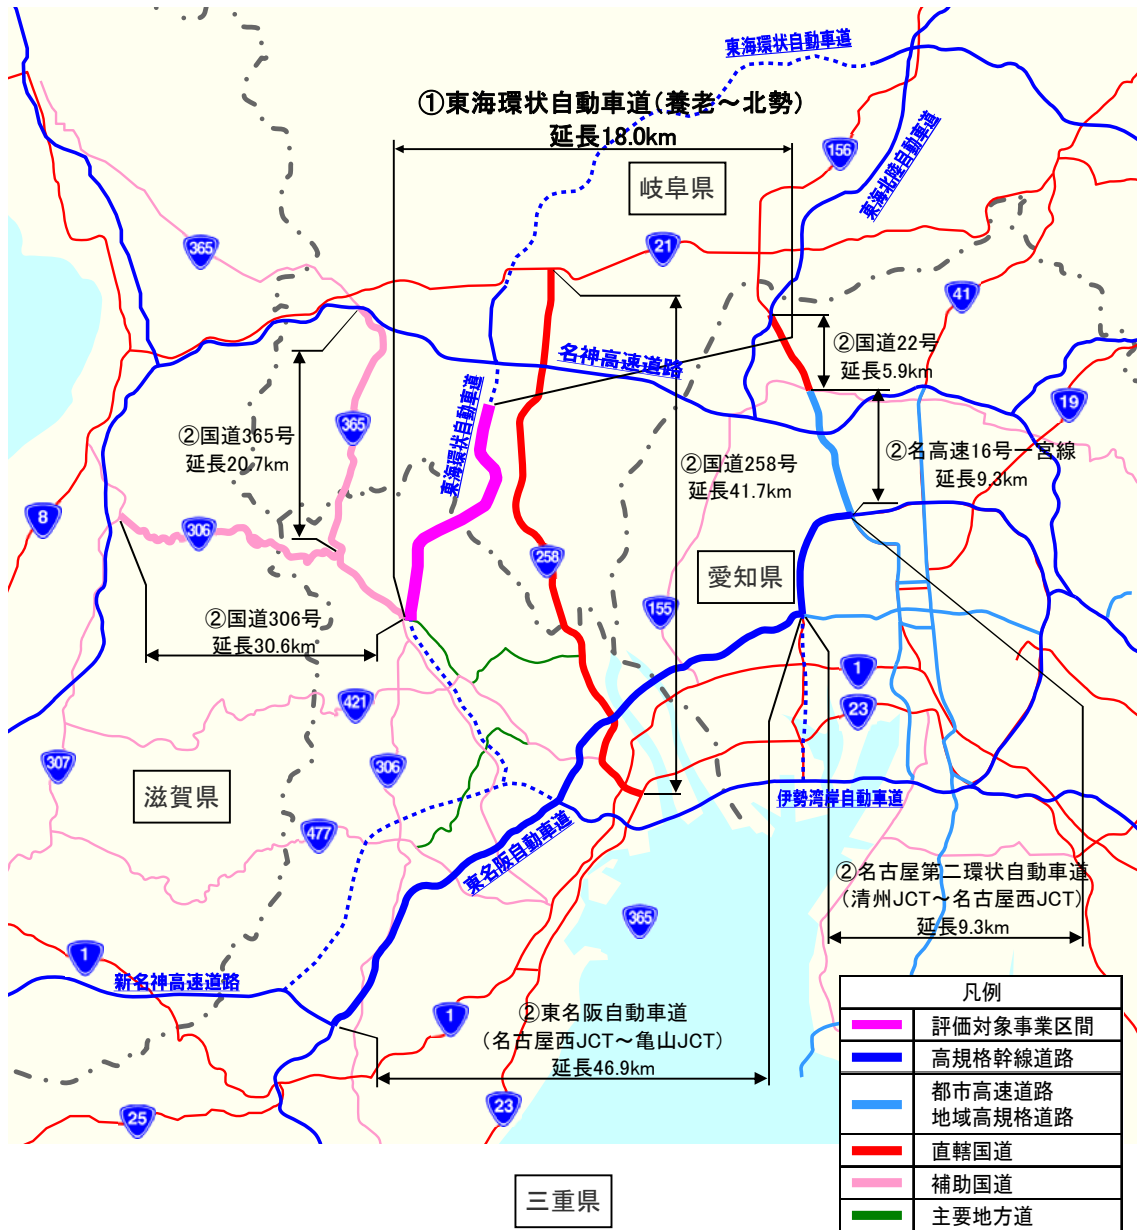 東海環状自動車道
①東海環状自動車道(養老～北勢)
延長18.0km
156
東海北陸自動車道
岐阜県
365
21
41
②国道22号
延長5.9km
名神高速道路
19
東海環状自動車道
365
②国道365号
延長20.7km
②国道258号
延長41.7km
②名高速16号一宮線
延長9.3km
8
306
258
愛知県
155
②国道306号
延長30.6km
1
421
23
307
306
滋賀県
伊勢湾岸自動車道
477
東名阪自動車道
②名古屋第二環状自動車道
(清州JCT～名古屋西JCT)
延長9.3km
365
1
新名神高速道路
1
②東名阪自動車道
(名古屋西JCT～亀山JCT)
延長46.9km
25
23
凡例
評価対象事業区間
高規格幹線道路
都市高速道路
地域高規格道路
直轄国道
補助国道
主要地方道
三重県